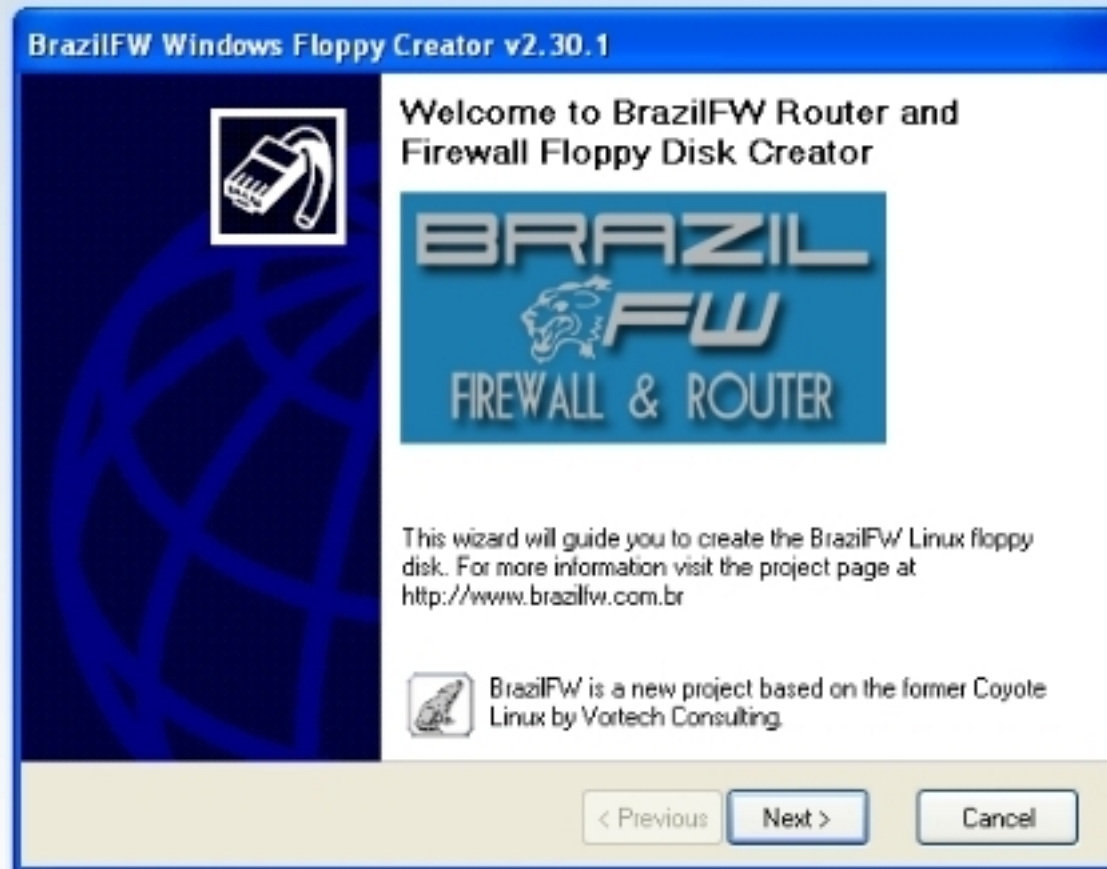 BrazilFW Windows Floppy Creator v2.30.1
Welcome to BrazilFW Router and
Firewall Floppy Disk Creator
BRAZIL
FW
FIREWALL & ROUTER
This wizard will guide you to create the BrazilFW Linux floppy
disk. For more information visit the project page at
http://www.brazilfw.com.br
BrazilFW is a new project based on the former Coyote
Linux by Vortech Consulting.
< Previous Next > Cancel